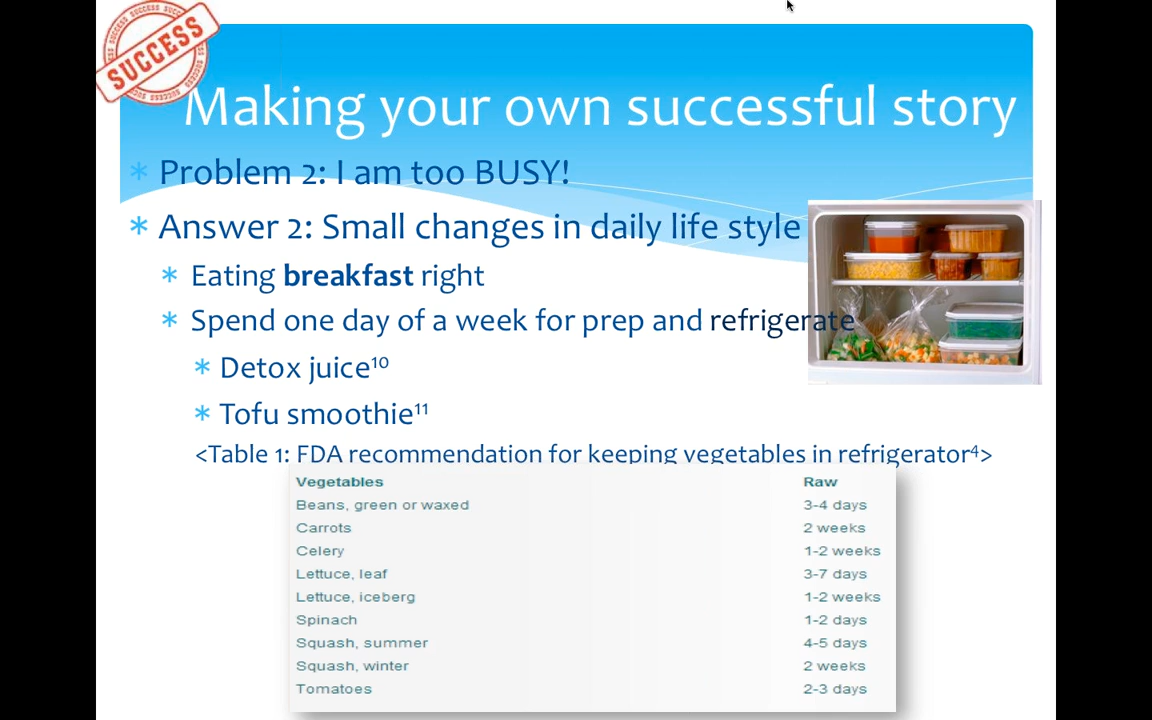 SUCCESS
Making your own successful story
Problem 2: I am too BUSY!
Answer 2: Small changes in daily life style
Eating breakfast right
Spend one day of a week for prep and refrigerate
Detox juice¹⁰
Tofu smoothie¹¹
<Table 1: FDA recommendation for keeping vegetables in refrigerator⁴>
Vegetables Raw
Beans, green or waxed 3-4 days
Carrots 2 weeks
Celery 1-2 weeks
Lettuce, leaf 3-7 days
Lettuce, iceberg 1-2 weeks
Spinach 1-2 days
Squash, summer 4-5 days
Squash, winter 2 weeks
Tomatoes 2-3 days